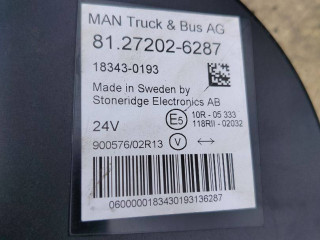 MAN Truck & Bus AG
81.27202-6287
18343-0193
Made in Sweden by
Stoneridge Electronics AB
24V
E5
10R - 05 333
118RII - 02032
900576/02R13
V
0600000183430193136287